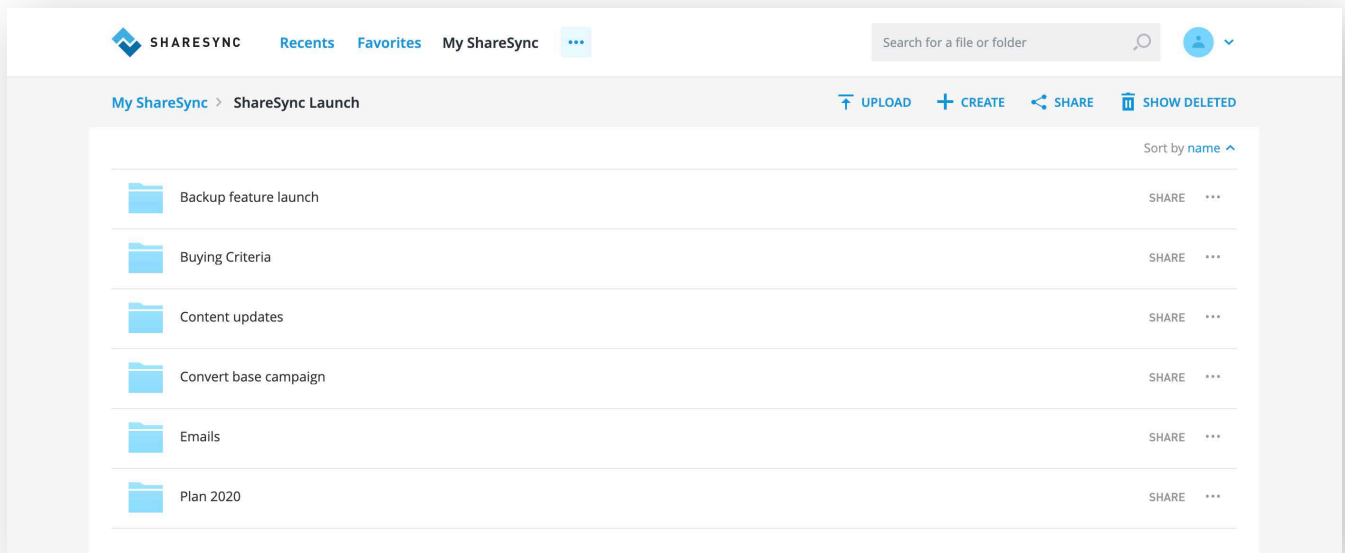 SHARESYNC Recents Favorites My ShareSync ••• Search for a file or folder
My ShareSync > ShareSync Launch UPLOAD CREATE SHARE SHOW DELETED
Sort by name
Backup feature launch SHARE •••
Buying Criteria SHARE •••
Content updates SHARE •••
Convert base campaign SHARE •••
Emails SHARE •••
Plan 2020 SHARE •••